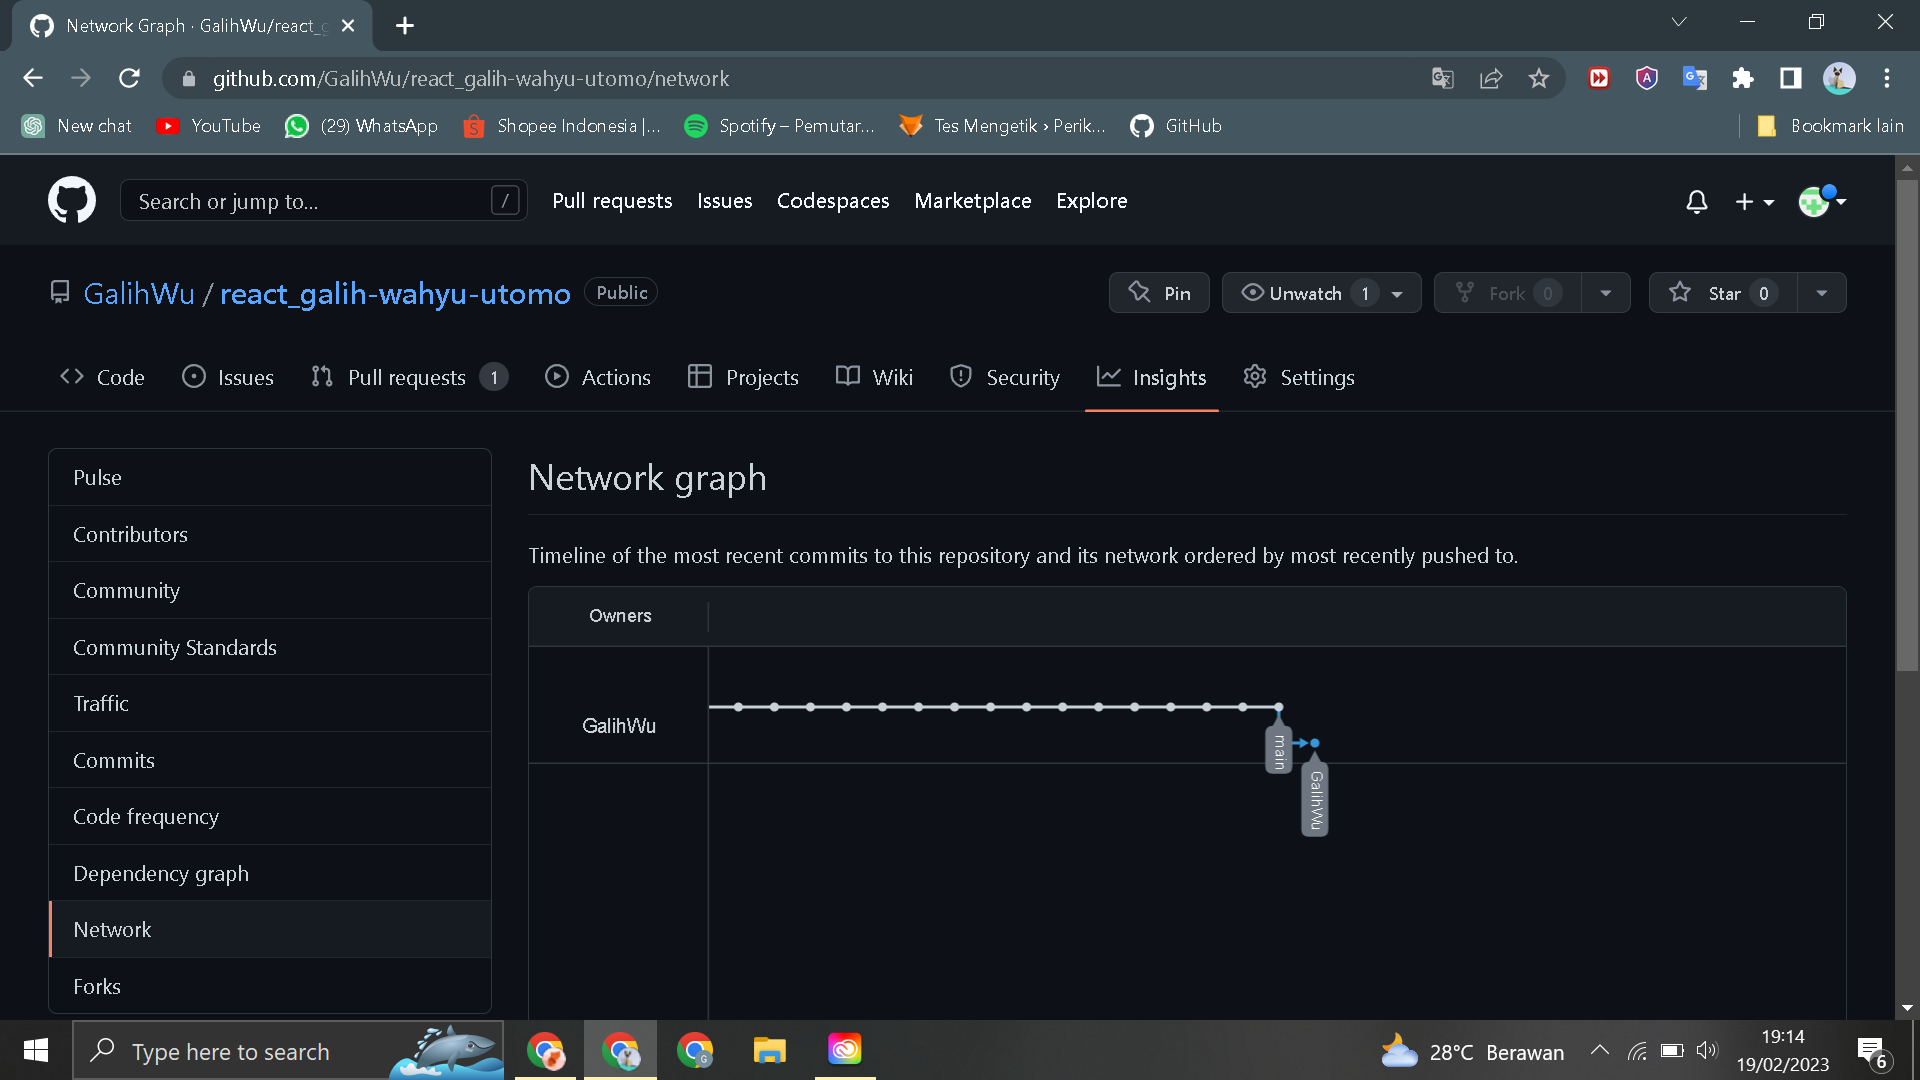 Network Graph · GalihWu/react_g
github.com/GalihWu/react_galih-wahyu-utomo/network
New chat
YouTube
(29) WhatsApp
Shopee Indonesia |...
Spotify – Pemutar...
Tes Mengetik › Perik...
GitHub
Bookmark lain
Search or jump to...
/
Pull requests
Issues
Codespaces
Marketplace
Explore
GalihWu / react_galih-wahyu-utomo
Public
Pin
Unwatch 1
Fork 0
Star 0
Code
Issues
Pull requests 1
Actions
Projects
Wiki
Security
Insights
Settings
Pulse
Contributors
Community
Community Standards
Traffic
Commits
Code frequency
Dependency graph
Network
Forks
Network graph
Timeline of the most recent commits to this repository and its network ordered by most recently pushed to.
Owners
GalihWu
main
GalihWu
Type here to search
28°C Berawan
19:14
19/02/2023
6